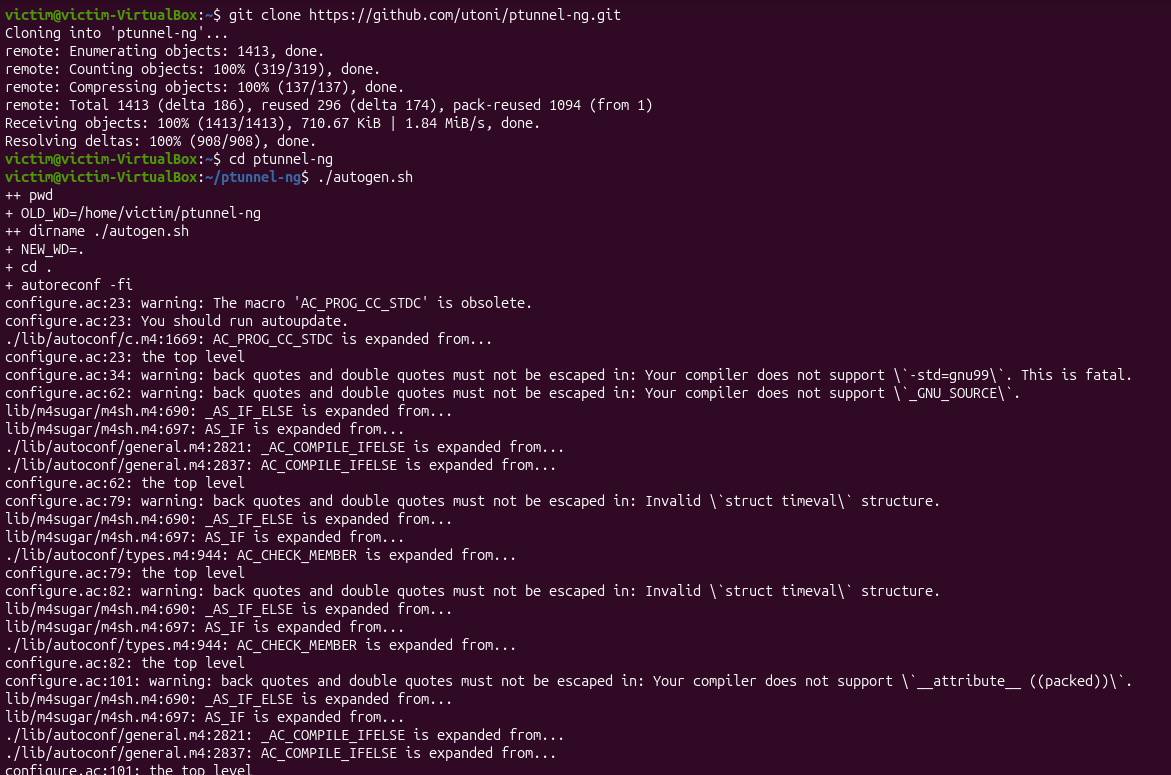 victim@victim-VirtualBox:~$ git clone https://github.com/utoni/ptunnel-ng.git
Cloning into 'ptunnel-ng'...
remote: Enumerating objects: 1413, done.
remote: Counting objects: 100% (319/319), done.
remote: Compressing objects: 100% (137/137), done.
remote: Total 1413 (delta 186), reused 296 (delta 174), pack-reused 1094 (from 1)
Receiving objects: 100% (1413/1413), 710.67 KiB | 1.84 MiB/s, done.
Resolving deltas: 100% (908/908), done.
victim@victim-VirtualBox:~$ cd ptunnel-ng
victim@victim-VirtualBox:~/ptunnel-ng$ ./autogen.sh
++ pwd
+ OLD_WD=/home/victim/ptunnel-ng
++ dirname ./autogen.sh
+ NEW_WD=.
+ cd .
+ autoreconf -fi
configure.ac:23: warning: The macro 'AC_PROG_CC_STDC' is obsolete.
configure.ac:23: You should run autoupdate.
./lib/autoconf/c.m4:1669: AC_PROG_CC_STDC is expanded from...
configure.ac:23: the top level
configure.ac:34: warning: back quotes and double quotes must not be escaped in: Your compiler does not support \`-std=gnu99\`. This is fatal.
configure.ac:62: warning: back quotes and double quotes must not be escaped in: Your compiler does not support \`_GNU_SOURCE\`.
lib/m4sugar/m4sh.m4:690: _AS_IF_ELSE is expanded from...
lib/m4sugar/m4sh.m4:697: AS_IF is expanded from...
./lib/autoconf/general.m4:2821: _AC_COMPILE_IFELSE is expanded from...
./lib/autoconf/general.m4:2837: AC_COMPILE_IFELSE is expanded from...
configure.ac:62: the top level
configure.ac:79: warning: back quotes and double quotes must not be escaped in: Invalid \`struct timeval\` structure.
lib/m4sugar/m4sh.m4:690: _AS_IF_ELSE is expanded from...
lib/m4sugar/m4sh.m4:697: AS_IF is expanded from...
./lib/autoconf/types.m4:944: AC_CHECK_MEMBER is expanded from...
configure.ac:79: the top level
configure.ac:82: warning: back quotes and double quotes must not be escaped in: Invalid \`struct timeval\` structure.
lib/m4sugar/m4sh.m4:690: _AS_IF_ELSE is expanded from...
lib/m4sugar/m4sh.m4:697: AS_IF is expanded from...
./lib/autoconf/types.m4:944: AC_CHECK_MEMBER is expanded from...
configure.ac:82: the top level
configure.ac:101: warning: back quotes and double quotes must not be escaped in: Your compiler does not support \`__attribute__ ((packed))\`.
lib/m4sugar/m4sh.m4:690: _AS_IF_ELSE is expanded from...
lib/m4sugar/m4sh.m4:697: AS_IF is expanded from...
./lib/autoconf/general.m4:2821: _AC_COMPILE_IFELSE is expanded from...
./lib/autoconf/general.m4:2837: AC_COMPILE_IFELSE is expanded from...
configure.ac:101: the top level